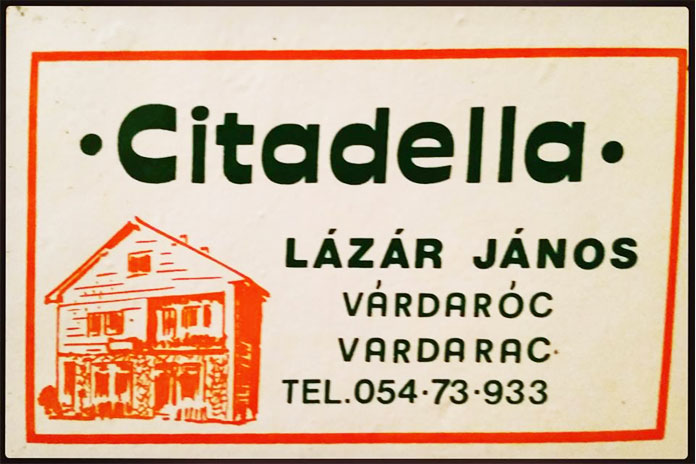 ·Citadella·
LÁZÁR JÁNOS
VÁRDARÓC
VARDARAC·
TEL.054·73·933